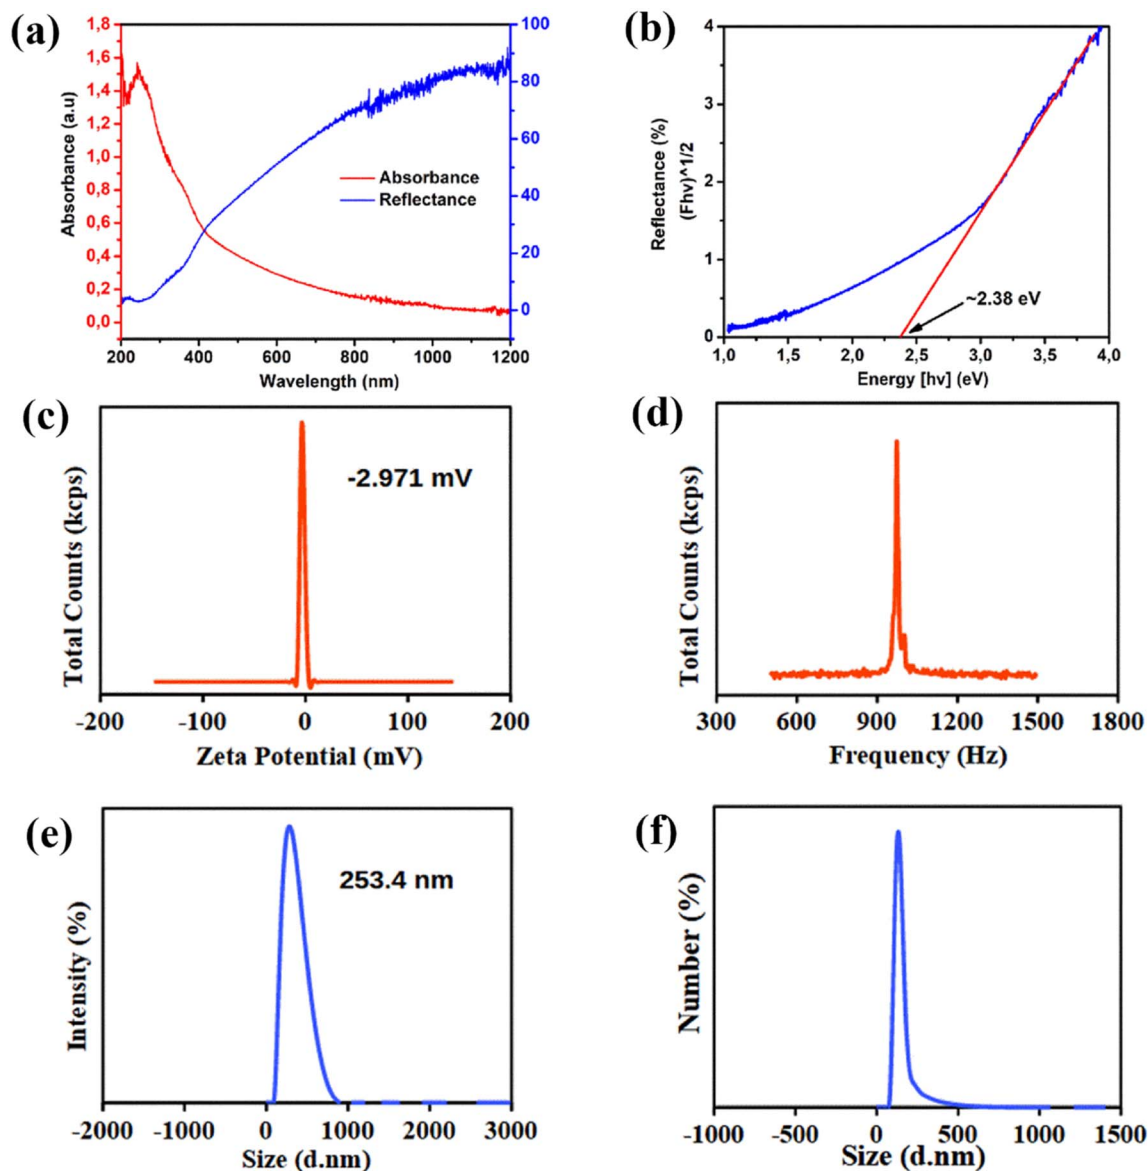 (a)
1,8
1,6
1,4
1,2
1,0
0,8
0,6
0,4
0,2
0,0
Absorbance (a.u)
100
80
60
40
20
0
Absorbance
Reflectance
200 400 600 800 1000 1200
Wavelength (nm)
(b)
4
3
2
1
0
Reflectance (%)
(Fhv)^1/2
~2.38 eV
1,0 1,5 2,0 2,5 3,0 3,5 4,0
Energy [hv] (eV)
(c)
Total Counts (kcps)
-2.971 mV
-200 -100 0 100 200
Zeta Potential (mV)
(d)
Total Counts (kcps)
300 600 900 1200 1500 1800
Frequency (Hz)
(e)
Intensity (%)
253.4 nm
-2000 -1000 0 1000 2000 3000
Size (d.nm)
(f)
Number (%)
-1000 -500 0 500 1000 1500
Size (d.nm)